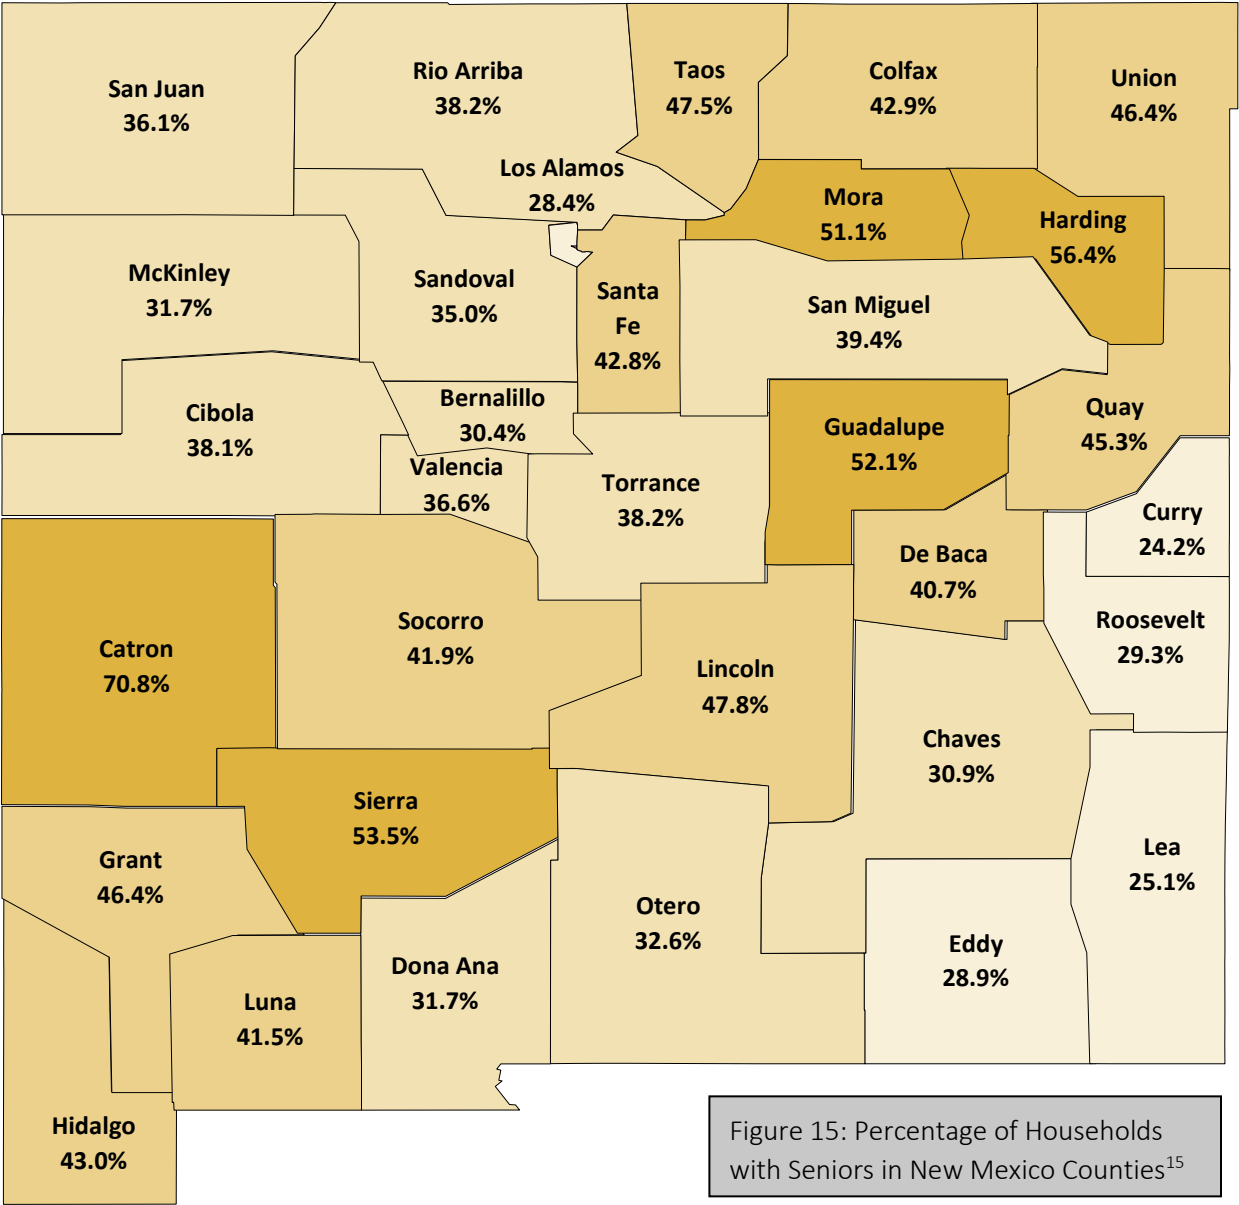 San Juan
36.1%
Rio Arriba
38.2%
Taos
47.5%
Colfax
42.9%
Union
46.4%
Los Alamos
28.4%
Mora
51.1%
Harding
56.4%
McKinley
31.7%
Sandoval
35.0%
Santa
Fe
42.8%
San Miguel
39.4%
Cibola
38.1%
Bernalillo
30.4%
Guadalupe
52.1%
Quay
45.3%
Valencia
36.6%
Torrance
38.2%
Curry
24.2%
De Baca
40.7%
Catron
70.8%
Socorro
41.9%
Lincoln
47.8%
Roosevelt
29.3%
Chaves
30.9%
Sierra
53.5%
Grant
46.4%
Otero
32.6%
Lea
25.1%
Dona Ana
31.7%
Eddy
28.9%
Luna
41.5%
Hidalgo
43.0%
Figure 15: Percentage of Households
with Seniors in New Mexico Counties15